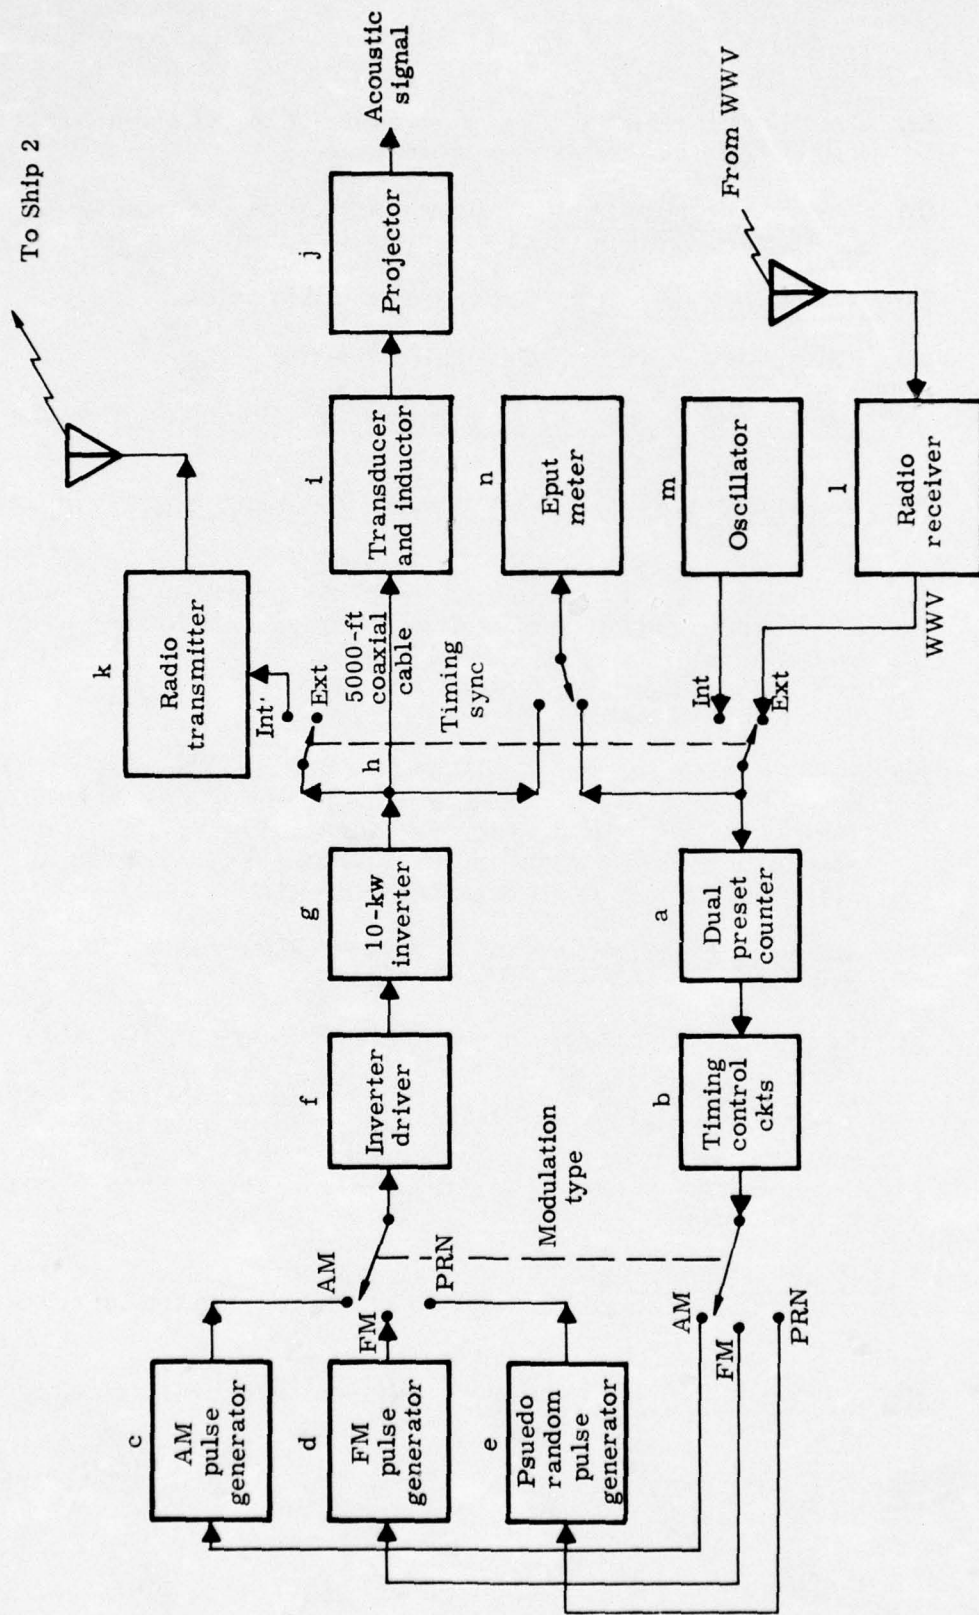 To Ship 2
k
Radio
transmitter
Int'
Ext
c
AM
pulse
generator
AM
f
Inverter
driver
g
10-kw
inverter
h
5000-ft
coaxial
cable
i
Transducer
and inductor
j
Projector
Acoustic
signal
d
FM
pulse
generator
FM
PRN
Timing
sync
n
Eput
meter
e
Psuedo
random
pulse
generator
Modulation
type
AM
FM
PRN
b
Timing
control
ckts
a
Dual
preset
counter
Int
Ext
m
Oscillator
l
Radio
receiver
WWV
From WWV